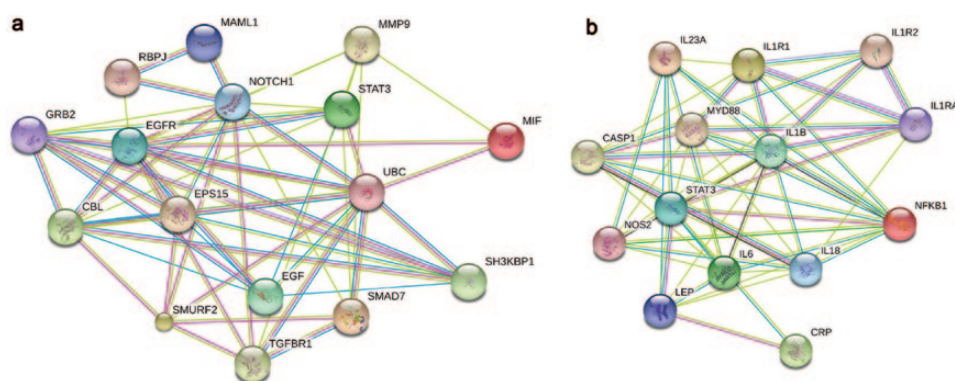 a
MAML1
MMP9
RBPJ
NOTCH1
STAT3
GRB2
EGFR
MIF
UBC
EPS15
CBL
SH3KBP1
EGF
SMAD7
SMURF2
TGFBR1
b
IL23A
IL1R1
IL1R2
MYD88
IL1RA
IL1B
CASP1
STAT3
NFKB1
NOS2
IL6
IL18
LEP
CRP